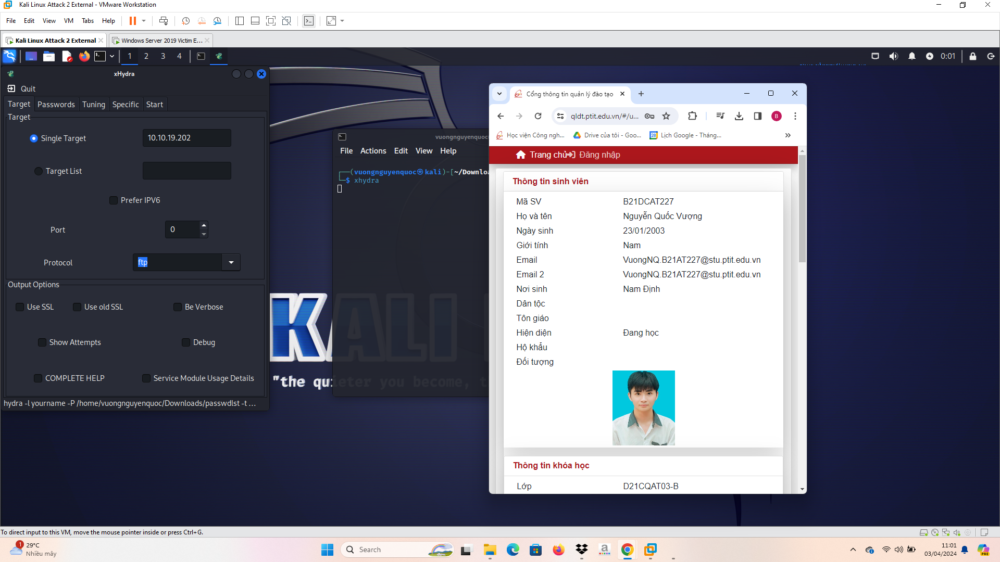 Kali Linux Attack 2 External - VMware Workstation
File Edit View VM Tabs Help
Kali Linux Attack 2 External
Windows Server 2019 Victim E...
1 2 3 4
0:01
xHydra
Quit
Target Passwords Tuning Specific Start
Target
Single Target 10.10.19.202
Target List
Prefer IPV6
Port 0
Protocol ftp
Output Options
Use SSL Use old SSL Be Verbose
Show Attempts Debug
COMPLETE HELP Service Module Usage Details
hydra -l yourname -P /home/vuongnguyenquoc/Downloads/passwdlst -t ...
vuongnguyenquoc
File Actions Edit View Help
(vuongnguyenquoc㉿kali)-[~/Downlo
$ xhydra
KALI
"the quieter you become, t
Cổng thông tin quản lý đào tạo
qldt.ptit.edu.vn/#/u...
B
Học viện Công ngh...
Drive của tôi - Goo...
28
Lịch Google - Tháng...
Trang chủ Đăng nhập
Thông tin sinh viên
Mã SV B21DCAT227
Họ và tên Nguyễn Quốc Vượng
Ngày sinh 23/01/2003
Giới tính Nam
Email VuongNQ.B21AT227@stu.ptit.edu.vn
Email 2 VuongNQ.B21AT227@stu.ptit.edu.vn
Nơi sinh Nam Định
Dân tộc
Tôn giáo
Hiện diện Đang học
Hộ khẩu
Đối tượng
Thông tin khóa học
Lớp D21CQAT03-B
To direct input to this VM, move the mouse pointer inside or press Ctrl+G.
1
29°C
Nhiều mây
Search
a
11:01
03/04/2024
PRE